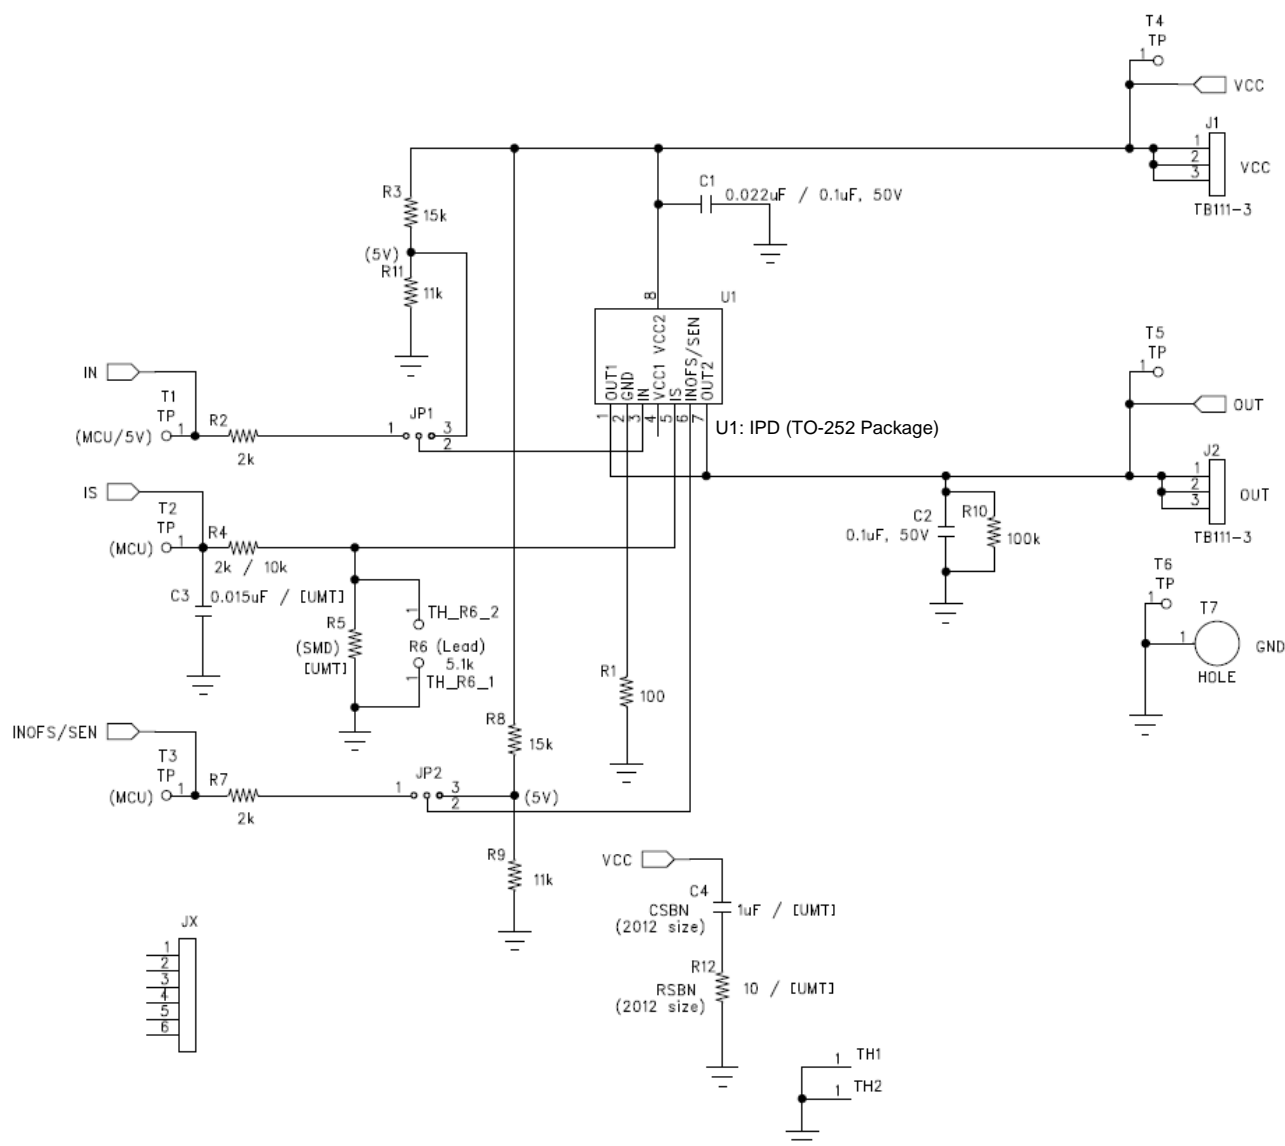 T4
TP
1
VCC
J1
1
2
3
VCC
TB111-3
C1
0.022uF / 0.1uF, 50V
R3
15k
(5V)
R11
11k
8
U1
OUT1
GND
IN
VCC1 VCC2
IS
INOFS/SEN
OUT2
1
2
3
4
5
6
7
U1: IPD (TO-252 Package)
IN
T1
TP
(MCU/5V)
1
R2
2k
JP1
1
3
2
T5
TP
1
OUT
J2
1
2
3
OUT
TB111-3
IS
T2
TP
(MCU)
1
R4
2k / 10k
C3
0.015uF / [UMT]
R5
(SMD)
[UMT]
1
TH_R6_2
R6 (Lead)
5.1k
1
TH_R6_1
C2
0.1uF, 50V
R10
100k
T6
TP
1
T7
1
GND
HOLE
R1
100
INOFS/SEN
T3
TP
(MCU)
1
R7
2k
JP2
1
3
2
R8
15k
(5V)
R9
11k
VCC
C4
CSBN
(2012 size)
1uF / [UMT]
R12
RSBN
(2012 size)
10 / [UMT]
JX
1
2
3
4
5
6
1
TH1
1
TH2